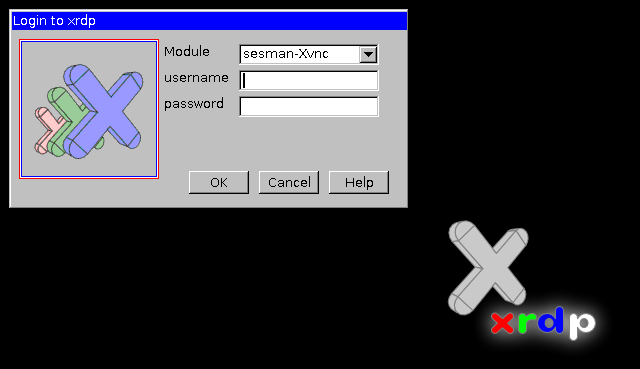 Login to xrdp
Module
sesman-Xvnc
username
password
OK
Cancel
Help
xrdp